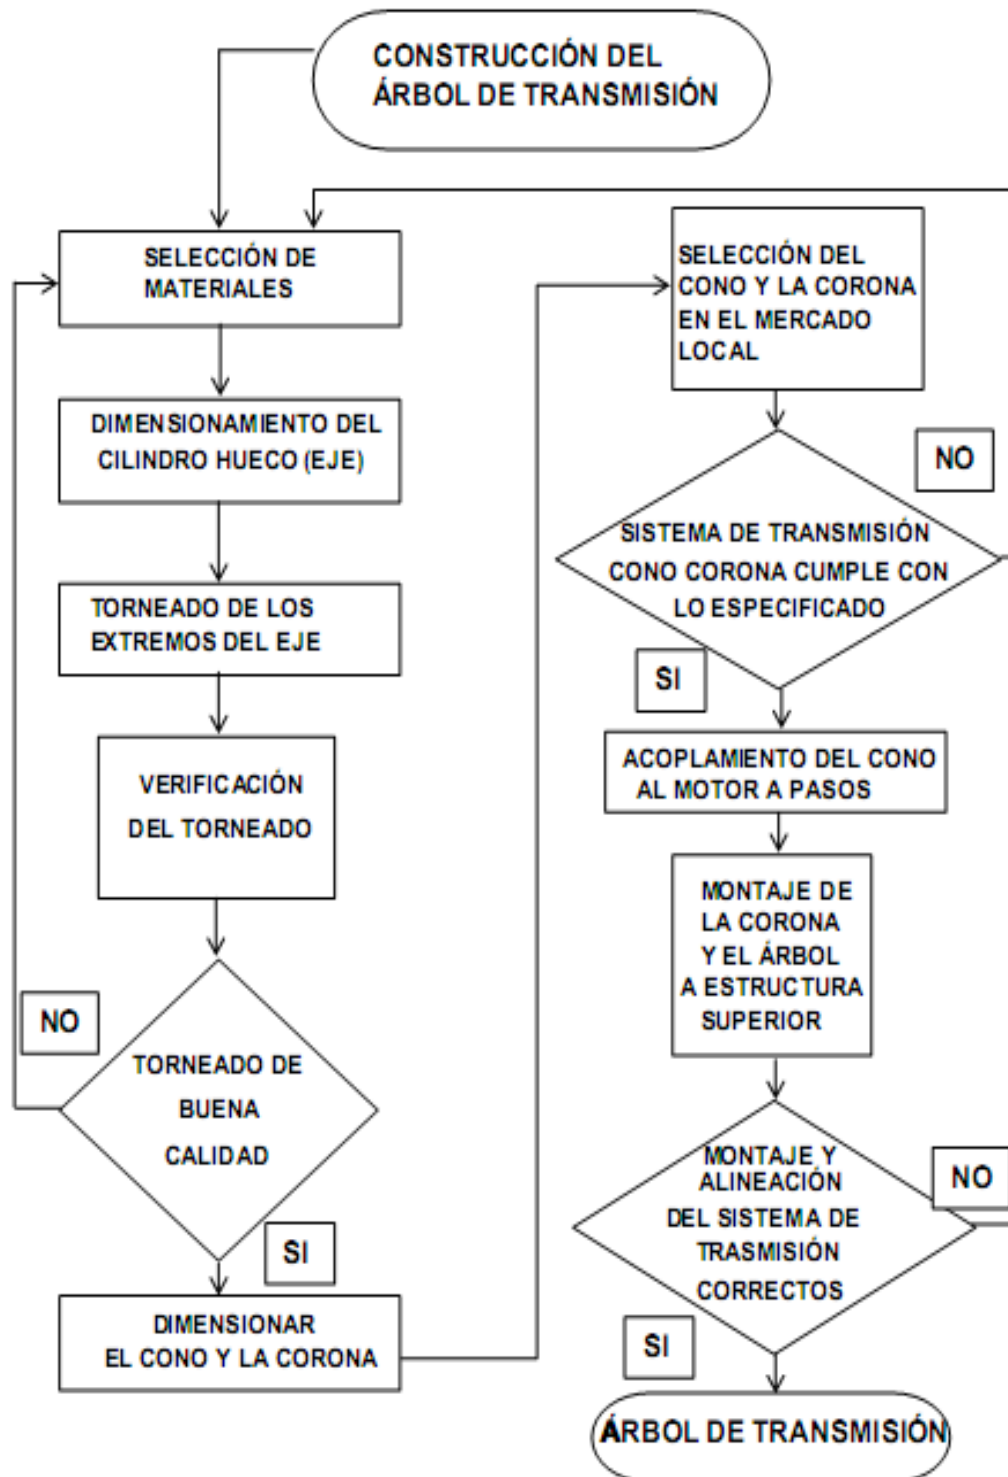 CONSTRUCCIÓN DEL
ÁRBOL DE TRANSMISIÓN
SELECCIÓN DE
MATERIALES
DIMENSIONAMIENTO DEL
CILINDRO HUECO (EJE)
TORNEADO DE LOS
EXTREMOS DEL EJE
VERIFICACIÓN
DEL TORNEADO
NO
TORNEADO DE
BUENA
CALIDAD
SI
DIMENSIONAR
EL CONO Y LA CORONA
SELECCIÓN DEL
CONO Y LA CORONA
EN EL MERCADO
LOCAL
NO
SISTEMA DE TRANSMISIÓN
CONO CORONA CUMPLE CON
LO ESPECIFICADO
SI
ACOPLAMIENTO DEL CONO
AL MOTOR A PASOS
MONTAJE DE
LA CORONA
Y EL ÁRBOL
A ESTRUCTURA
SUPERIOR
MONTAJE Y
ALINEACIÓN
DEL SISTEMA DE
TRASMISIÓN
CORRECTOS
NO
SI
ÁRBOL DE TRANSMISIÓN